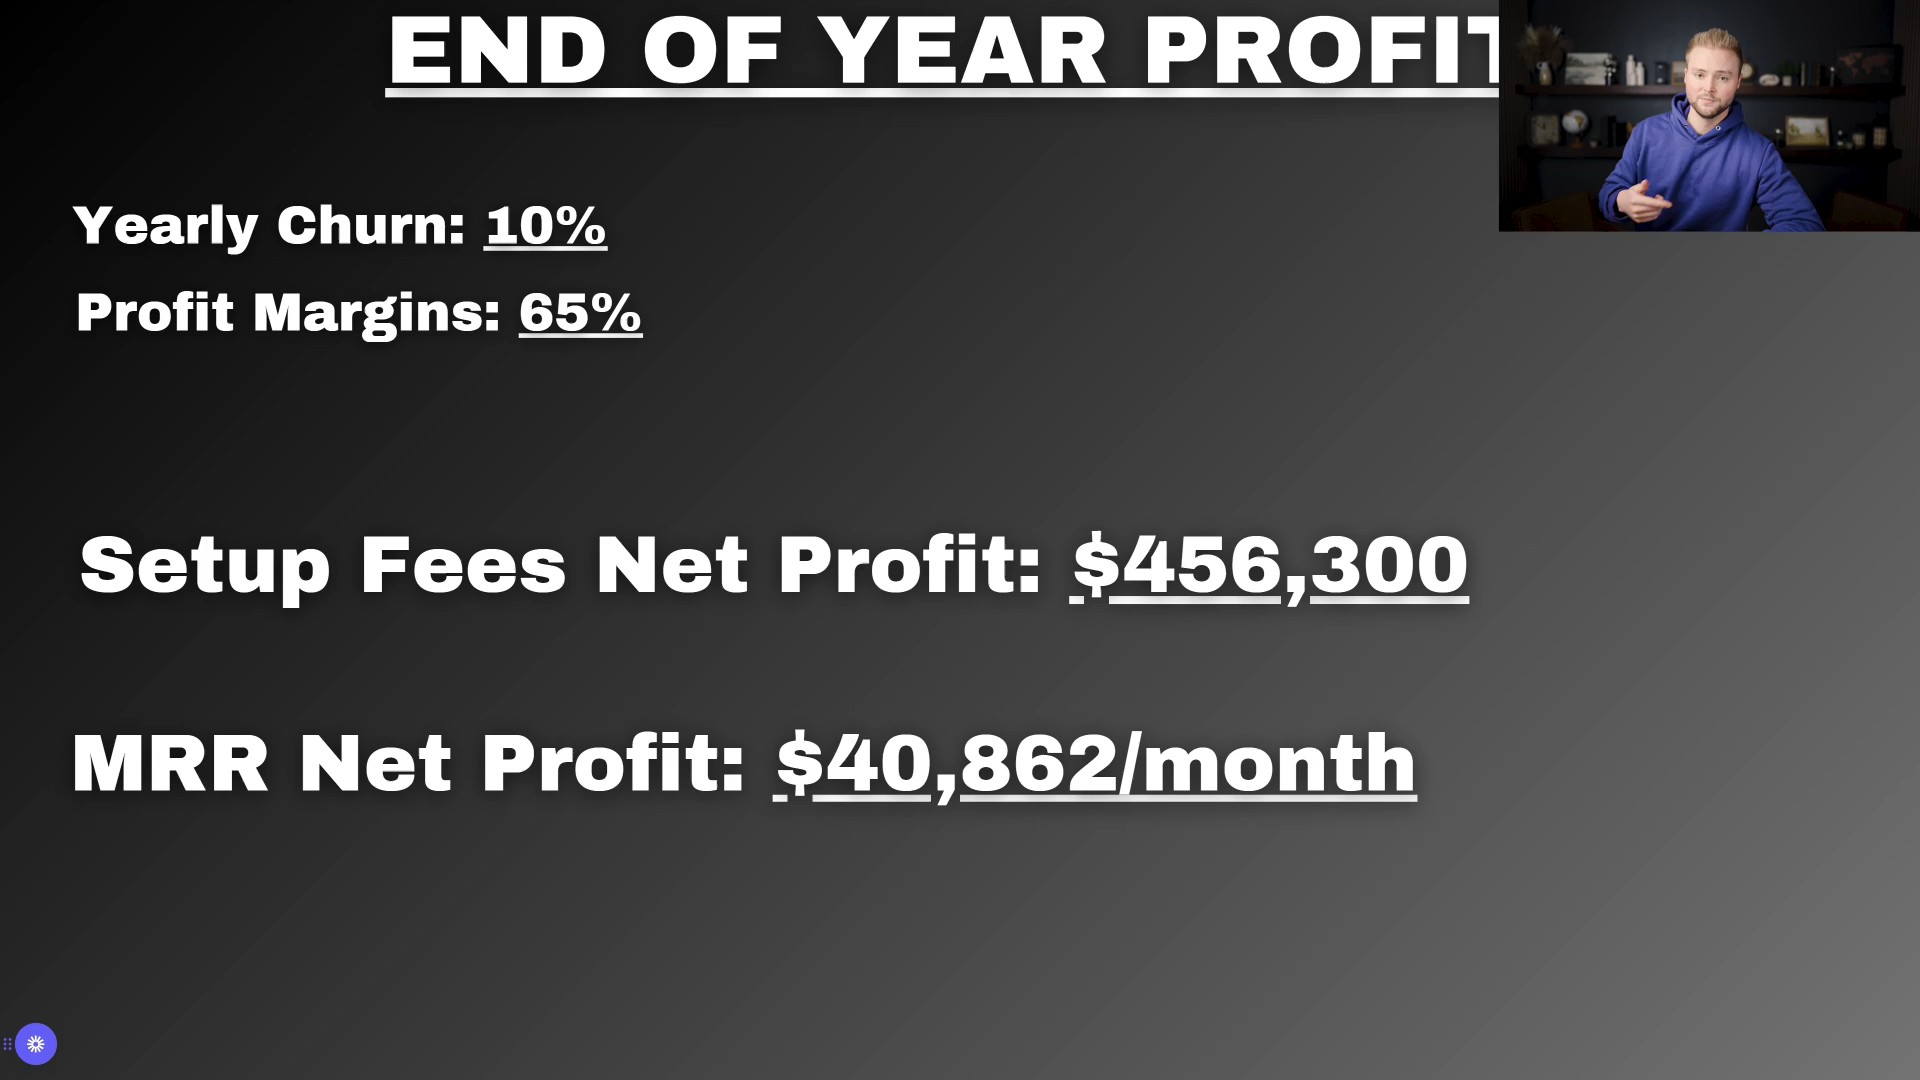 END OF YEAR PROFIT
Yearly Churn: 10%
Profit Margins: 65%
Setup Fees Net Profit: $456,300
MRR Net Profit: $40,862/month